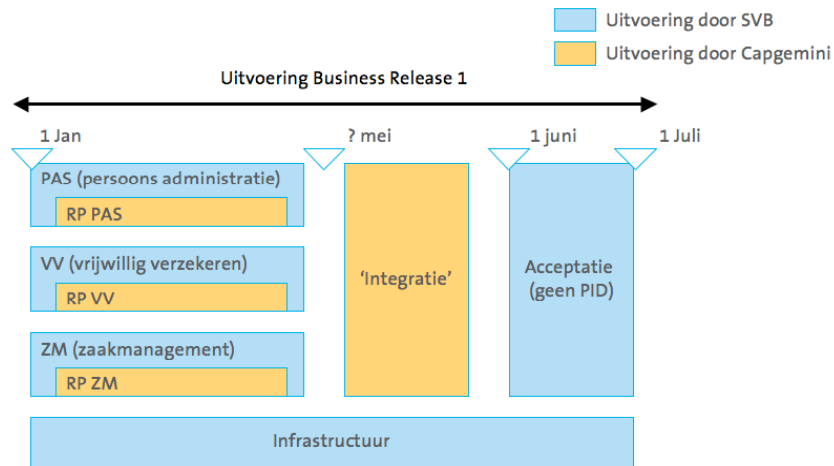 Uitvoering door SVB
Uitvoering door Capgemini
Uitvoering Business Release 1
1 Jan
? mei
1 juni
1 Juli
PAS (persoons administratie)
RP PAS
VV (vrijwillig verzekeren)
RP VV
ZM (zaakmanagement)
RP ZM
‘Integratie’
Acceptatie
(geen PID)
Infrastructuur